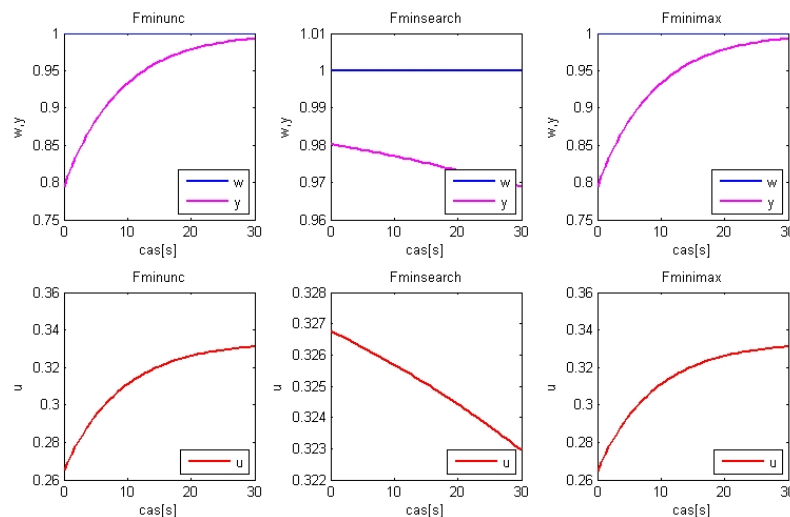 Fminunc
Fminsearch
Fminimax
1
0.95
0.9
0.85
0.8
0.75
w,y
w
y
0
10
20
30
cas[s]
1.01
1
0.99
0.98
0.97
0.96
w,y
w
y
0
10
20
30
cas[s]
1
0.95
0.9
0.85
0.8
0.75
w,y
w
y
0
10
20
30
cas[s]
Fminunc
Fminsearch
Fminimax
0.36
0.34
0.32
0.3
0.28
0.26
u
u
0
10
20
30
cas[s]
0.328
0.327
0.326
0.325
0.324
0.323
0.322
u
u
0
10
20
30
cas[s]
0.36
0.34
0.32
0.3
0.28
0.26
u
u
0
10
20
30
cas[s]